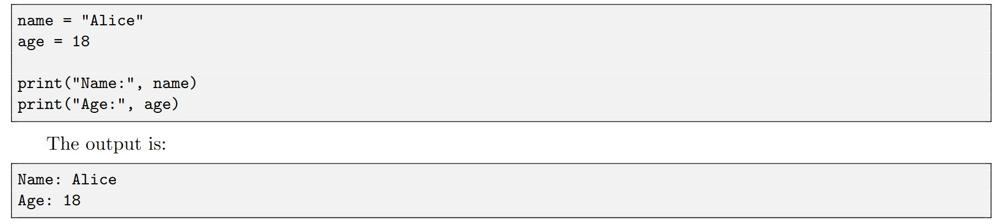 name = "Alice"
age = 18

print("Name:", name)
print("Age:", age)
The output is:
Name: Alice
Age: 18